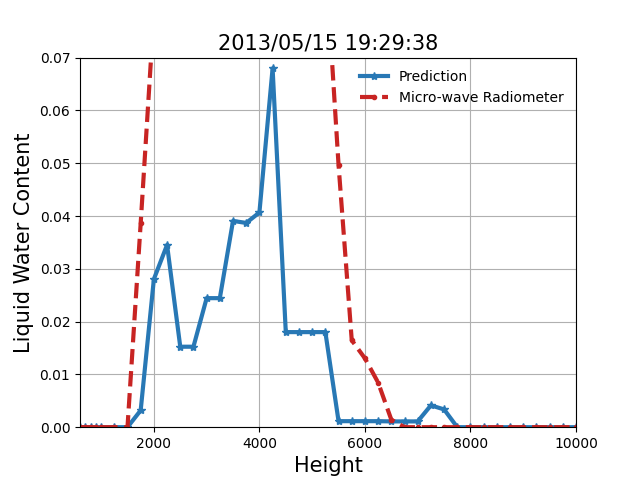 2013/05/15 19:29:38
Prediction
Micro-wave Radiometer
Liquid Water Content
0.07
0.06
0.05
0.04
0.03
0.02
0.01
0.00
2000 4000 6000 8000 10000
Height